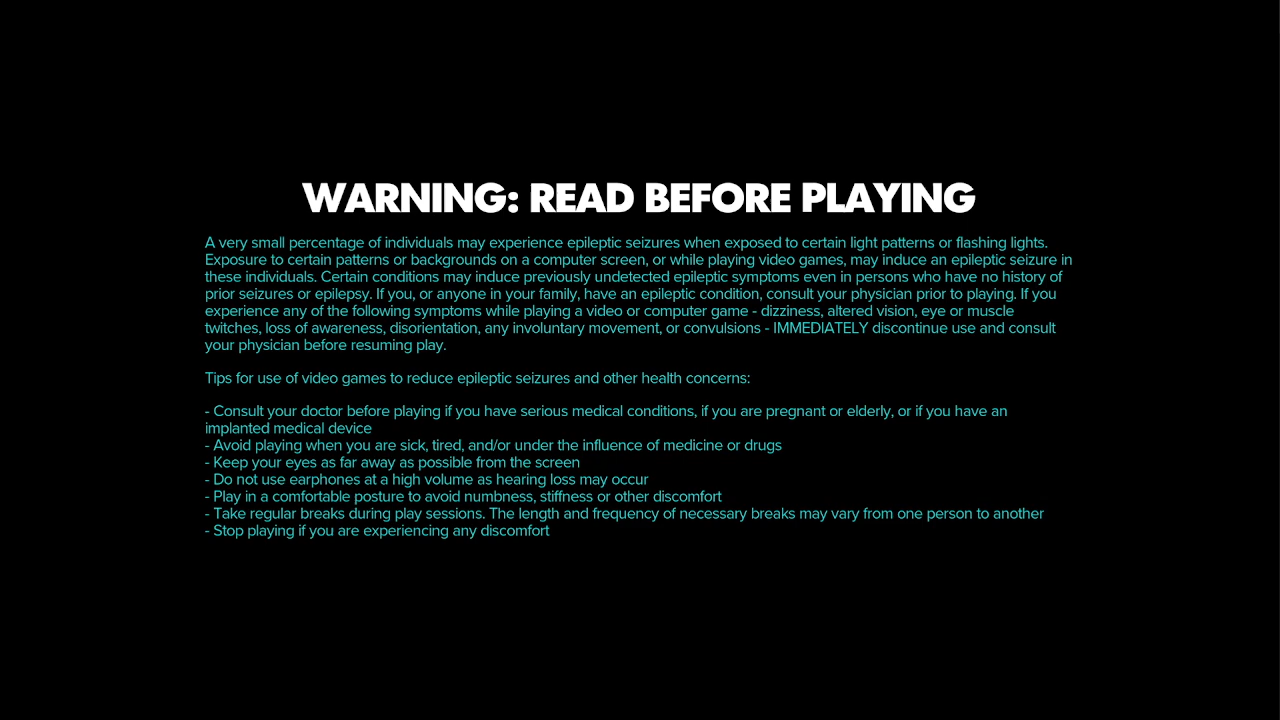 WARNING: READ BEFORE PLAYING
A very small percentage of individuals may experience epileptic seizures when exposed to certain light patterns or flashing lights.
Exposure to certain patterns or backgrounds on a computer screen, or while playing video games, may induce an epileptic seizure in
these individuals. Certain conditions may induce previously undetected epileptic symptoms even in persons who have no history of
prior seizures or epilepsy. If you, or anyone in your family, have an epileptic condition, consult your physician prior to playing. If you
experience any of the following symptoms while playing a video or computer game - dizziness, altered vision, eye or muscle
twitches, loss of awareness, disorientation, any involuntary movement, or convulsions - IMMEDIATELY discontinue use and consult
your physician before resuming play.
Tips for use of video games to reduce epileptic seizures and other health concerns:
- Consult your doctor before playing if you have serious medical conditions, if you are pregnant or elderly, or if you have an
implanted medical device
- Avoid playing when you are sick, tired, and/or under the influence of medicine or drugs
- Keep your eyes as far away as possible from the screen
- Do not use earphones at a high volume as hearing loss may occur
- Play in a comfortable posture to avoid numbness, stiffness or other discomfort
- Take regular breaks during play sessions. The length and frequency of necessary breaks may vary from one person to another
- Stop playing if you are experiencing any discomfort